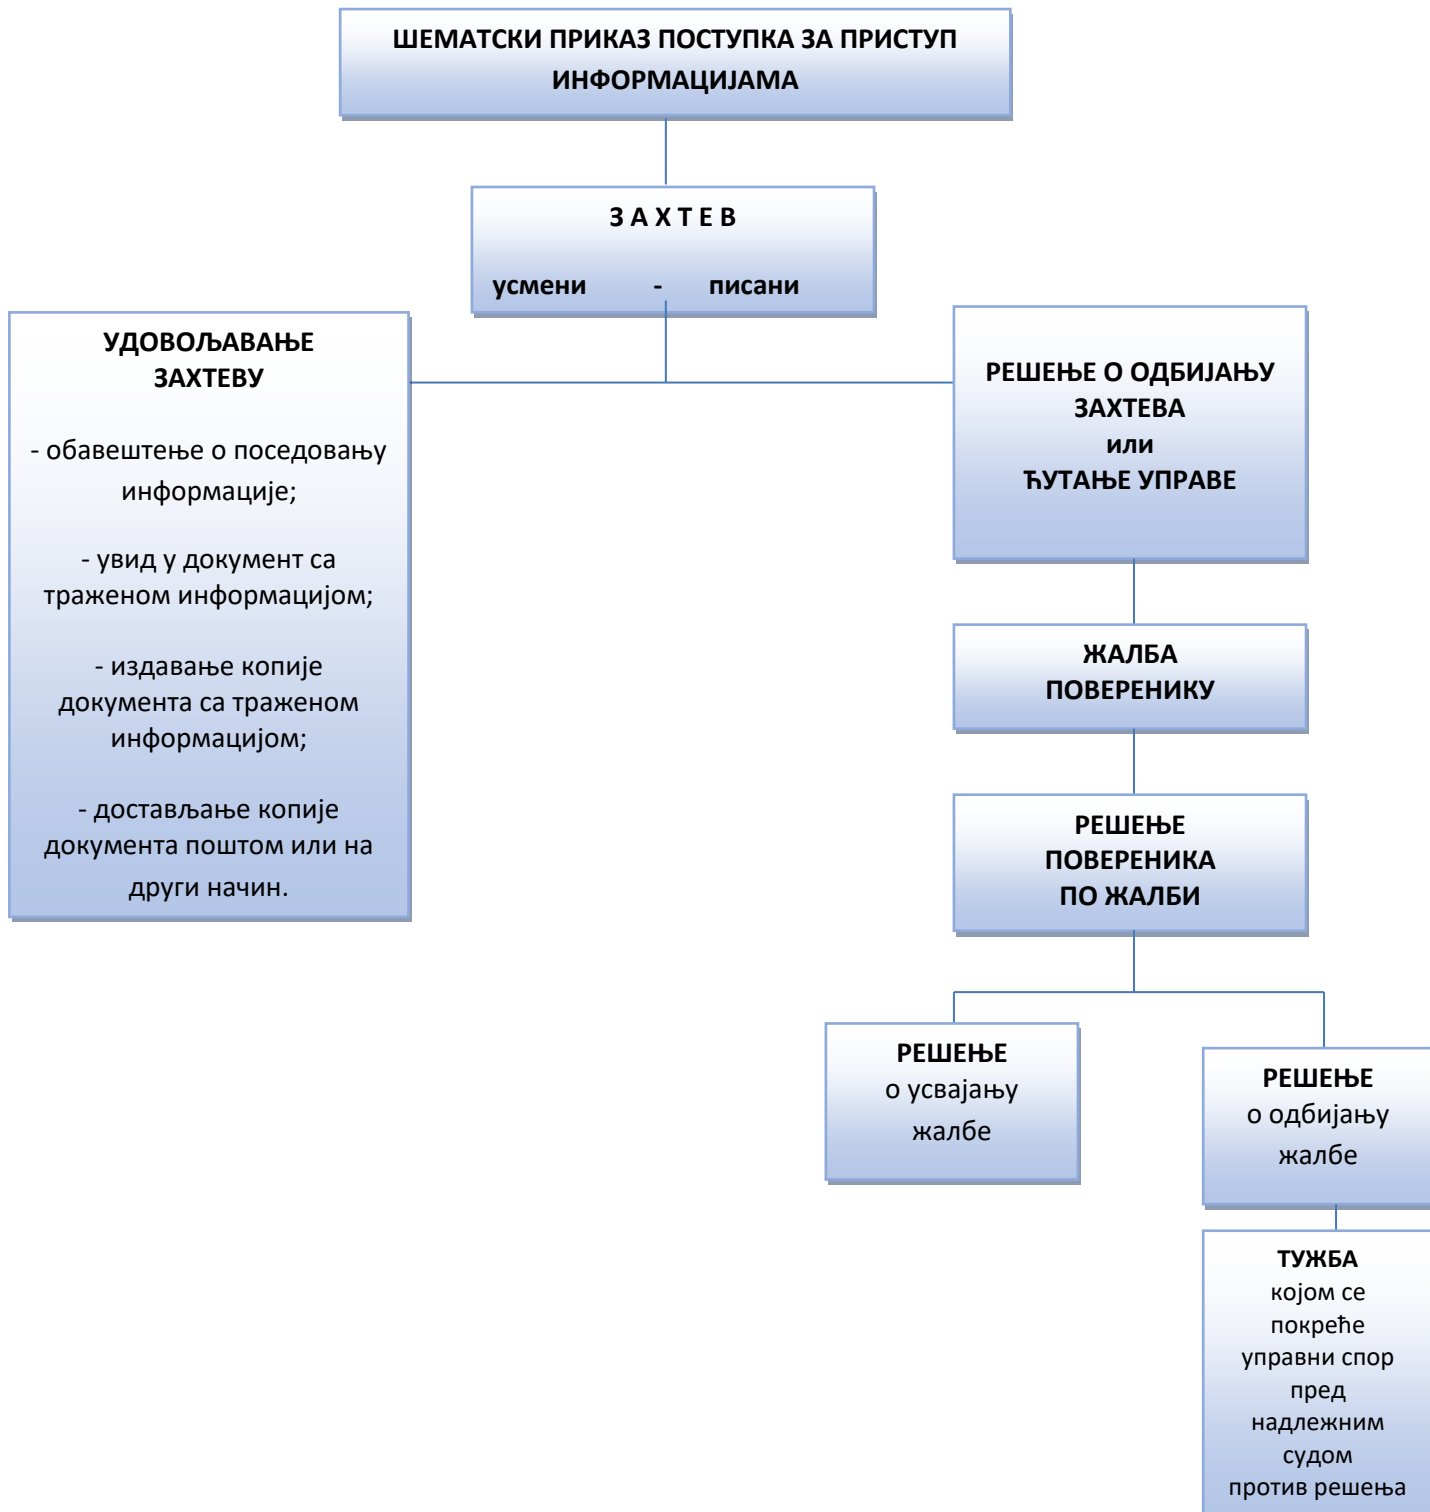 ШЕМАТСКИ ПРИКАЗ ПОСТУПКА ЗА ПРИСТУП
ИНФОРМАЦИЈАМА
З А Х Т Е В
усмени - писани
УДОВОЉАВАЊЕ
ЗАХТЕВУ
- обавештење о поседовању
информације;
- увид у документ са
траженом информацијом;
- издавање копије
документа са траженом
информацијом;
- достављање копије
документа поштом или на
други начин.
РЕШЕЊЕ О ОДБИЈАЊУ
ЗАХТЕВА
или
ЋУТАЊЕ УПРАВЕ
ЖАЛБА
ПОВЕРЕНИКУ
РЕШЕЊЕ
ПОВЕРЕНИКА
ПО ЖАЛБИ
РЕШЕЊЕ
о усвајању
жалбе
РЕШЕЊЕ
о одбијању
жалбе
ТУЖБА
којом се
покреће
управни спор
пред
надлежним
судом
против решења